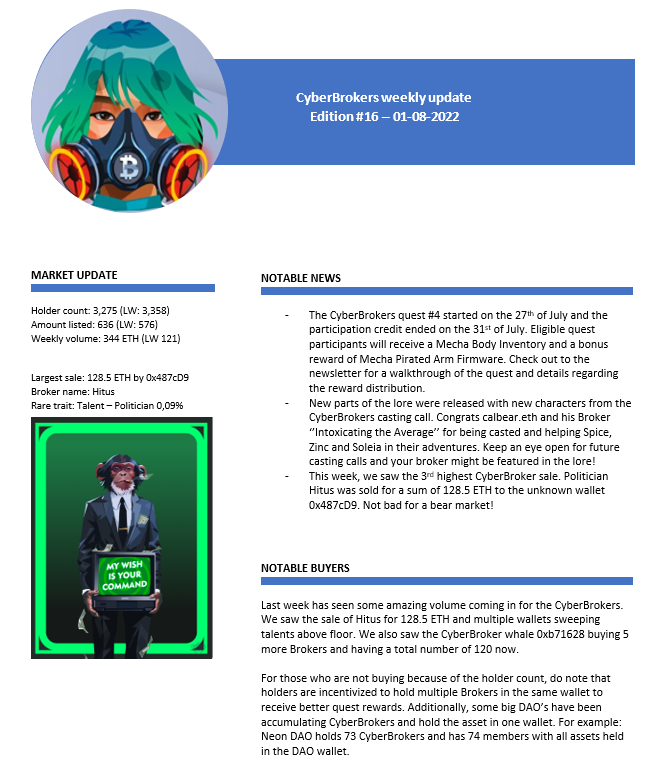 CyberBrokers weekly update
Edition #16 – 01-08-2022
MARKET UPDATE
Holder count: 3,275 (LW: 3,358)
Amount listed: 636 (LW: 576)
Weekly volume: 344 ETH (LW 121)
Largest sale: 128.5 ETH by 0x487cD9
Broker name: Hitus
Rare trait: Talent – Politician 0,09%
MY WISH
IS YOUR
COMMAND
NOTABLE NEWS
- The CyberBrokers quest #4 started on the 27th of July and the
participation credit ended on the 31st of July. Eligible quest
participants will receive a Mecha Body Inventory and a bonus
reward of Mecha Pirated Arm Firmware. Check out to the
newsletter for a walkthrough of the quest and details regarding
the reward distribution.
- New parts of the lore were released with new characters from the
CyberBrokers casting call. Congrats calbear.eth and his Broker
‘’Intoxicating the Average’’ for being casted and helping Spice,
Zinc and Soleia in their adventures. Keep an eye open for future
casting calls and your broker might be featured in the lore!
- This week, we saw the 3rd highest CyberBroker sale. Politician
Hitus was sold for a sum of 128.5 ETH to the unknown wallet
0x487cD9. Not bad for a bear market!
NOTABLE BUYERS
Last week has seen some amazing volume coming in for the CyberBrokers.
We saw the sale of Hitus for 128.5 ETH and multiple wallets sweeping
talents above floor. We also saw the CyberBroker whale 0xb71628 buying 5
more Brokers and having a total number of 120 now.
For those who are not buying because of the holder count, do note that
holders are incentivized to hold multiple Brokers in the same wallet to
receive better quest rewards. Additionally, some big DAO’s have been
accumulating CyberBrokers and hold the asset in one wallet. For example:
Neon DAO holds 73 CyberBrokers and has 74 members with all assets held
in the DAO wallet.